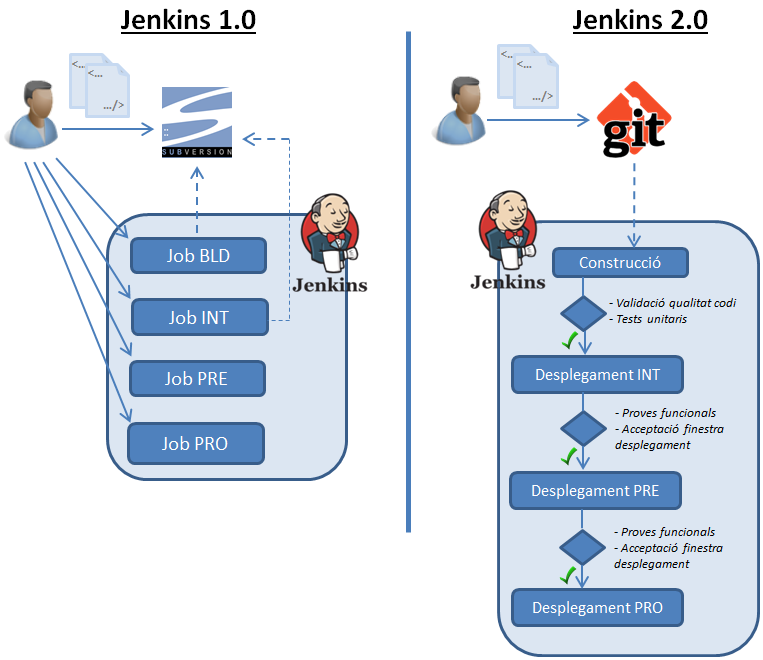 Jenkins 1.0
<...
<...
.../>
SUBVERSION
Jenkins
Job BLD
Job INT
Job PRE
Job PRO
Jenkins 2.0
<...
<...
.../>
git
Jenkins
Construcció
- Validació qualitat codi
- Tests unitaris
Desplegament INT
- Proves funcionals
- Acceptació finestra
desplegament
Desplegament PRE
- Proves funcionals
- Acceptació finestra
desplegament
Desplegament PRO